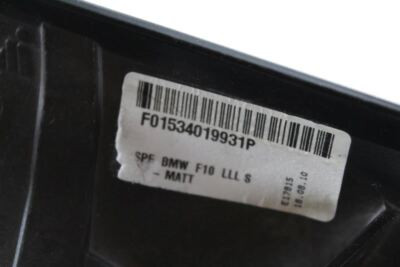 F01534019931P
SPF BMW F10 LLL S
- MATT
E17815
18.08.10